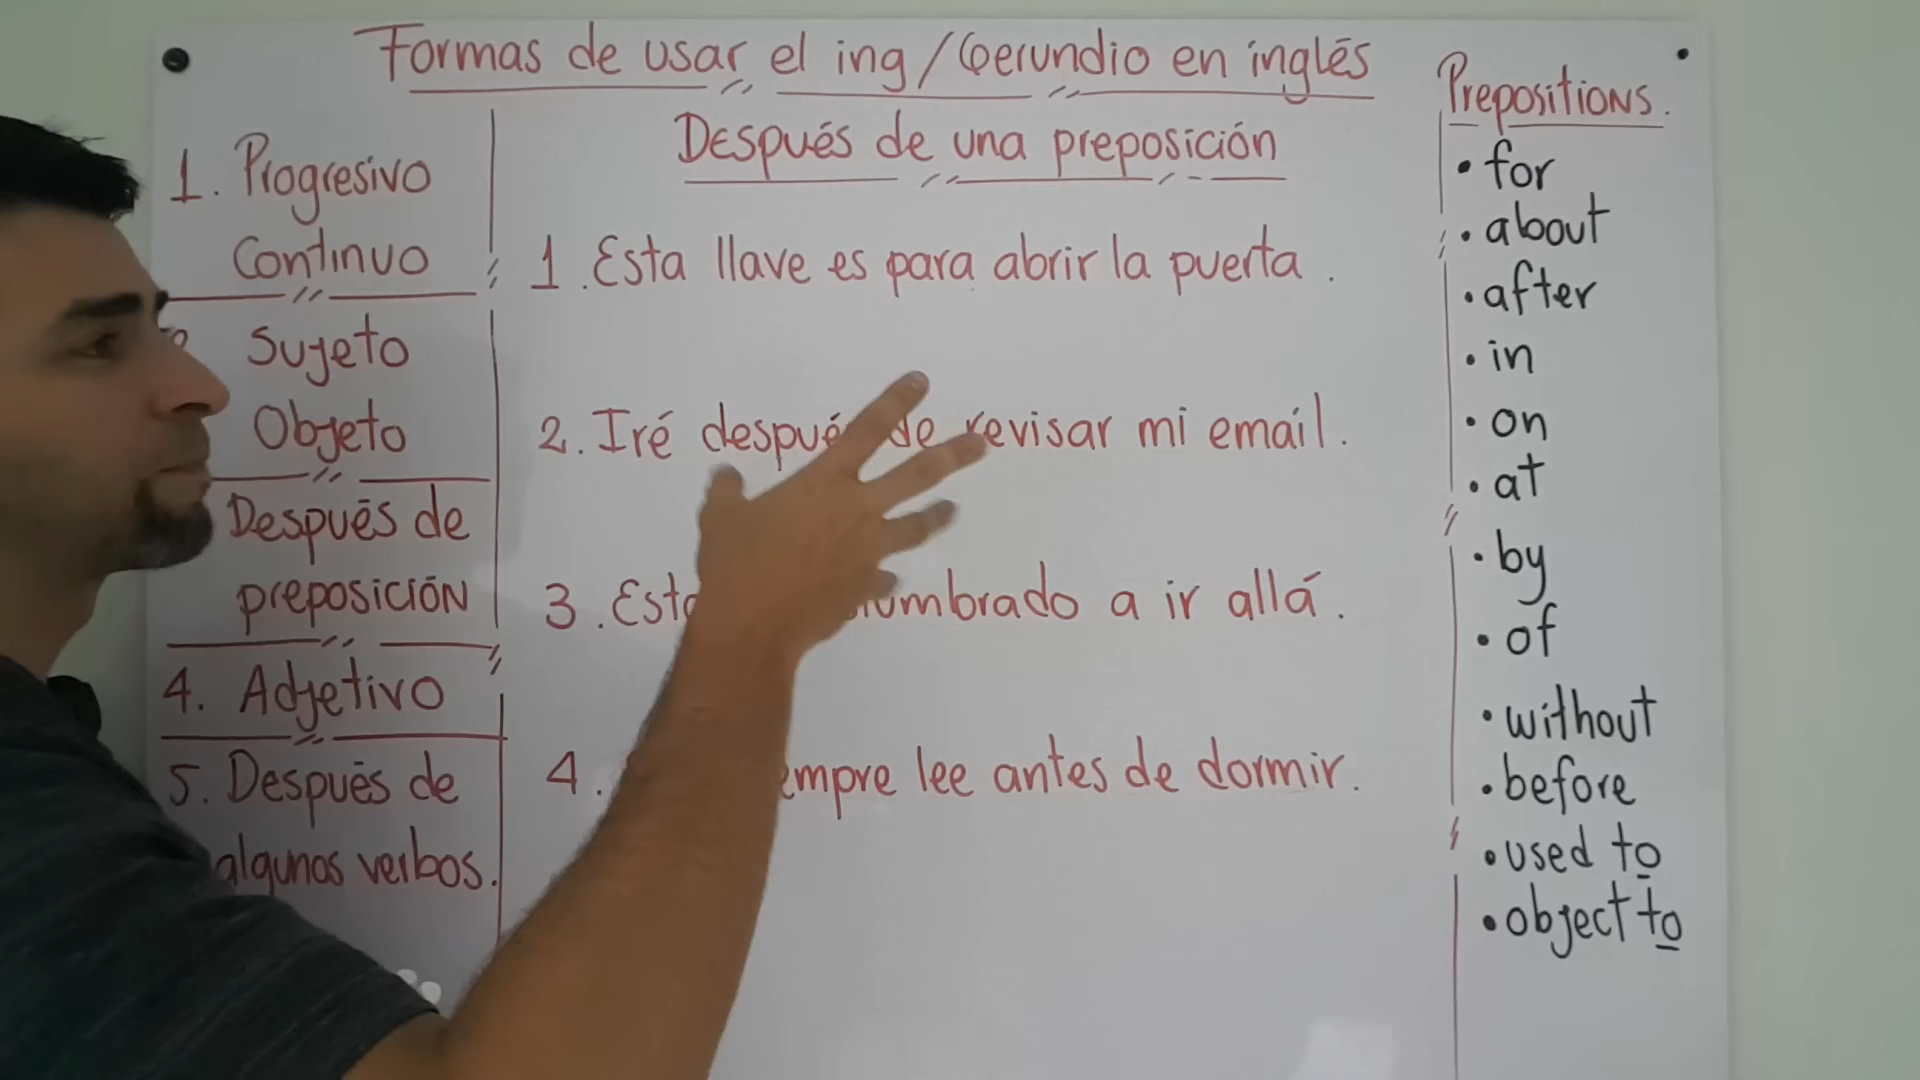 Formas de usar el ing / Gerundio en inglés
1. Progresivo
Continuo
Sujeto
Objeto
Después de
preposición
4. Adjetivo
5. Después de
algunos verbos.
Después de una preposición
1. Esta llave es para abrir la puerta.
2. Iré después de revisar mi email.
3. a ir allá.
4. lee antes de dormir.
Prepositions.
• for
• about
• after
• in
• on
• at
• by
• of
• without
• before
• used to
• object to